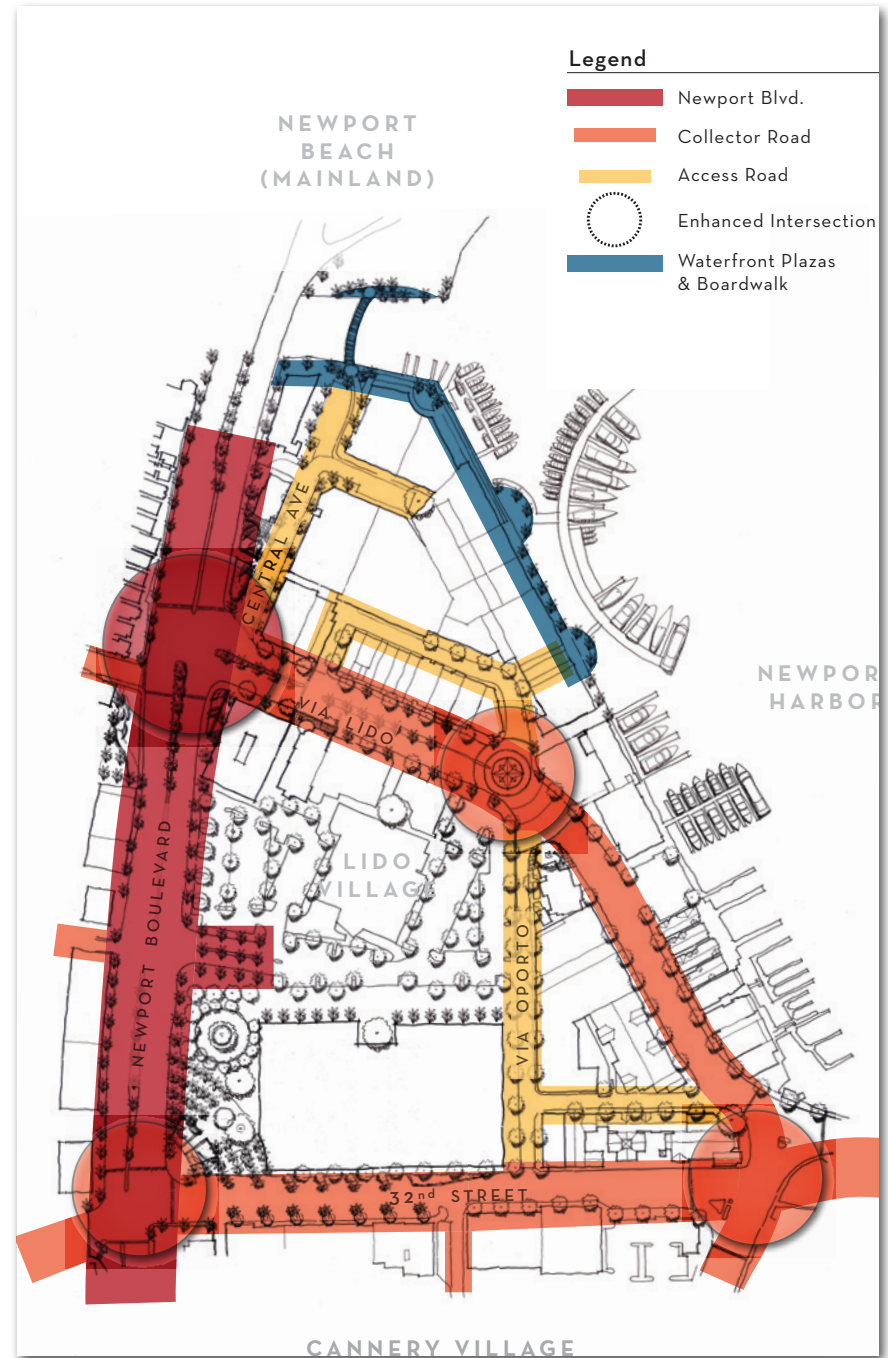 Legend
Newport Blvd.
Collector Road
Access Road
Enhanced Intersection
Waterfront Plazas
& Boardwalk
NEWPORT
BEACH
(MAINLAND)
CENTRAL AVE
NEWPOR
HARBOR
VIA LIDO
LIDO
VILLAGE
NEWPORT BOULEVARD
VIA OPORTO
32nd STREET
CANNERY VILLAGE